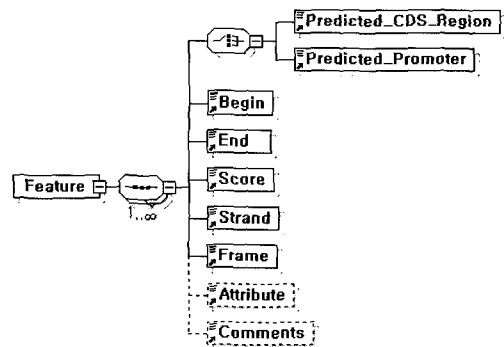 Predicted_CDS_Region
Predicted_Promoter
Begin
End
Score
Feature
1..∞
Strand
Frame
Attribute
Comments